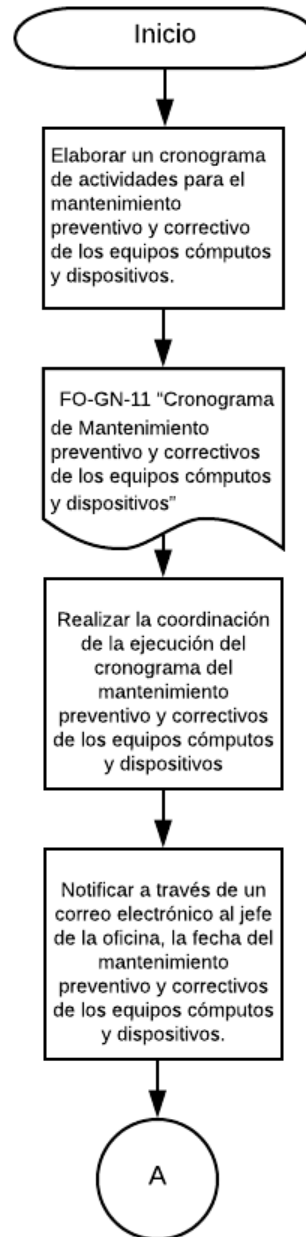 Inicio
Elaborar un cronograma
de actividades para el
mantenimiento
preventivo y correctivo
de los equipos cómputos
y dispositivos.
FO-GN-11 “Cronograma
de Mantenimiento
preventivo y correctivos
de los equipos cómputos
y dispositivos”
Realizar la coordinación
de la ejecución del
cronograma del
mantenimiento
preventivo y correctivos
de los equipos cómputos
y dispositivos
Notificar a través de un
correo electrónico al jefe
de la oficina, la fecha del
mantenimiento
preventivo y correctivos
de los equipos cómputos
y dispositivos.
A